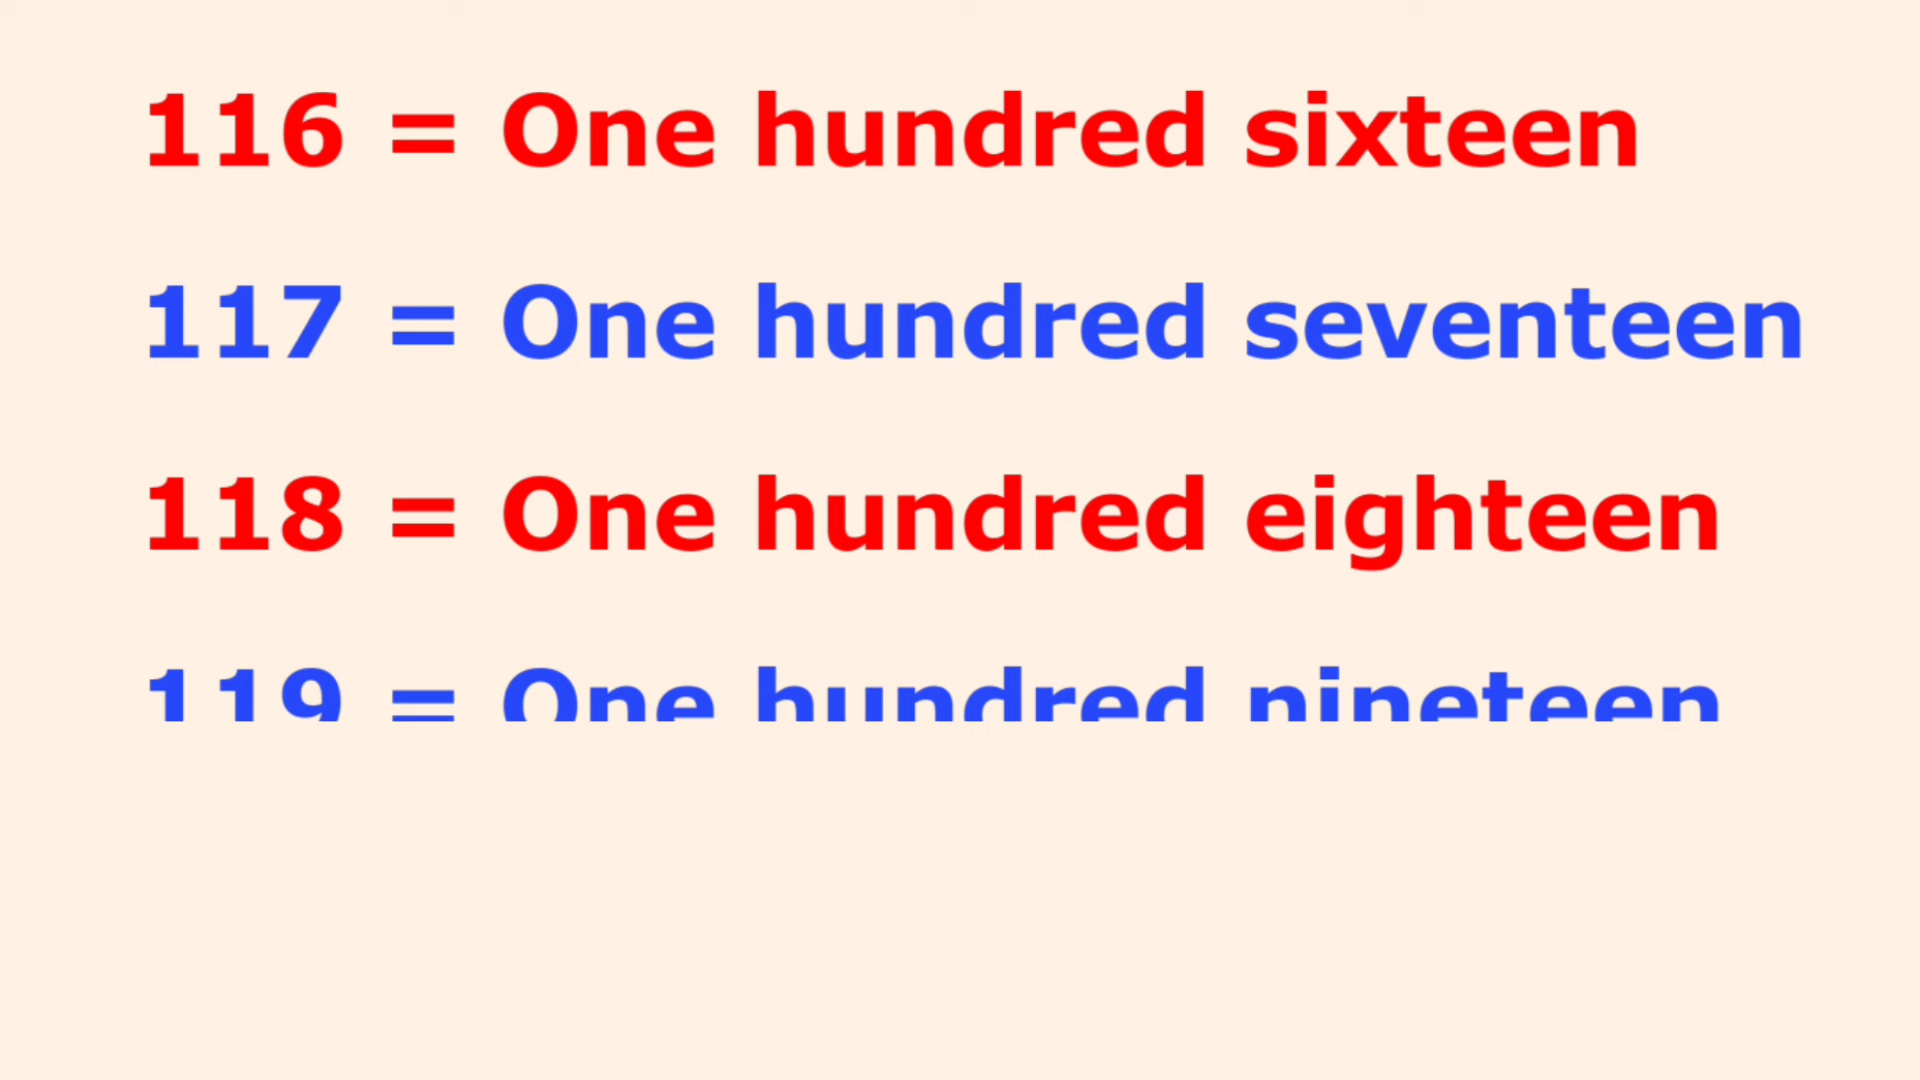 116 = One hundred sixteen
117 = One hundred seventeen
118 = One hundred eighteen
119 = One hundred nineteen